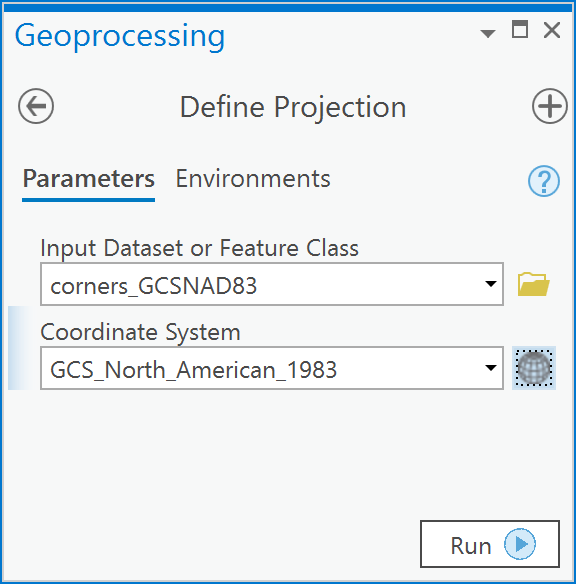 Geoprocessing
Define Projection
Parameters Environments
?
Input Dataset or Feature Class
corners_GCSNAD83
Coordinate System
GCS_North_American_1983
Run